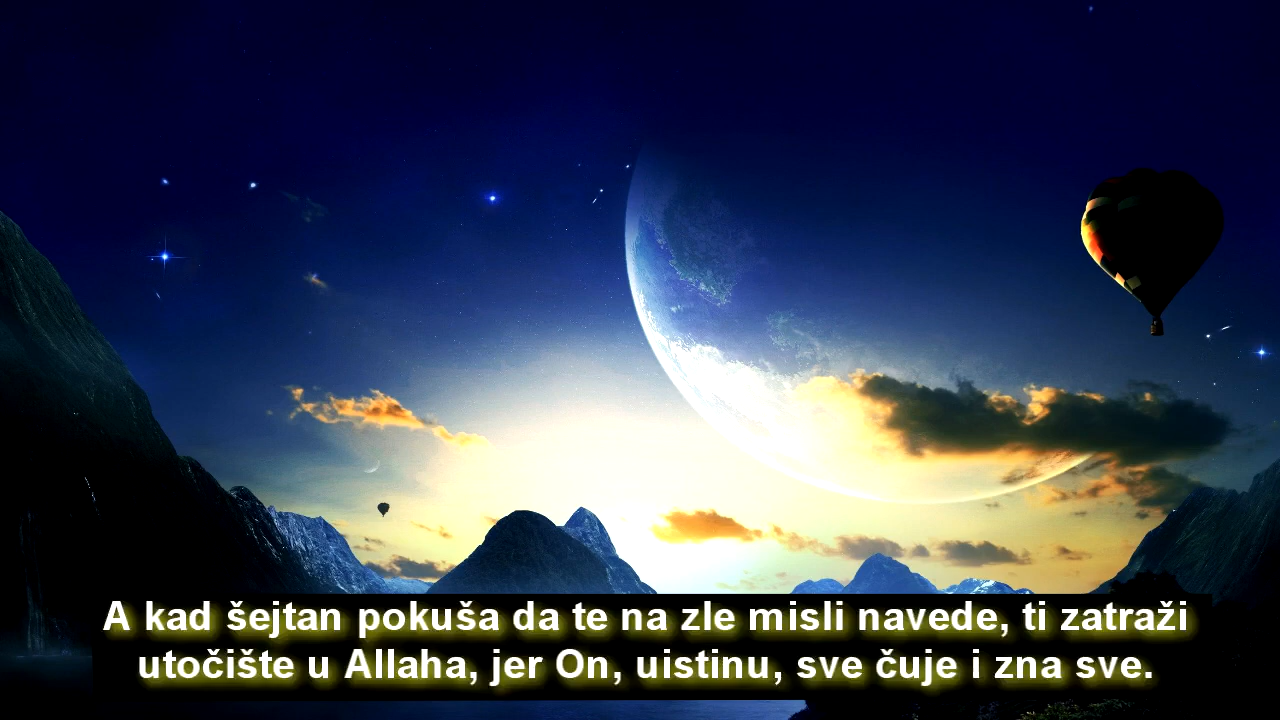 A kad šejtan pokuša da te na zle misli navede, ti zatraži
utočište u Allaha, jer On, uistinu, sve čuje i zna sve.